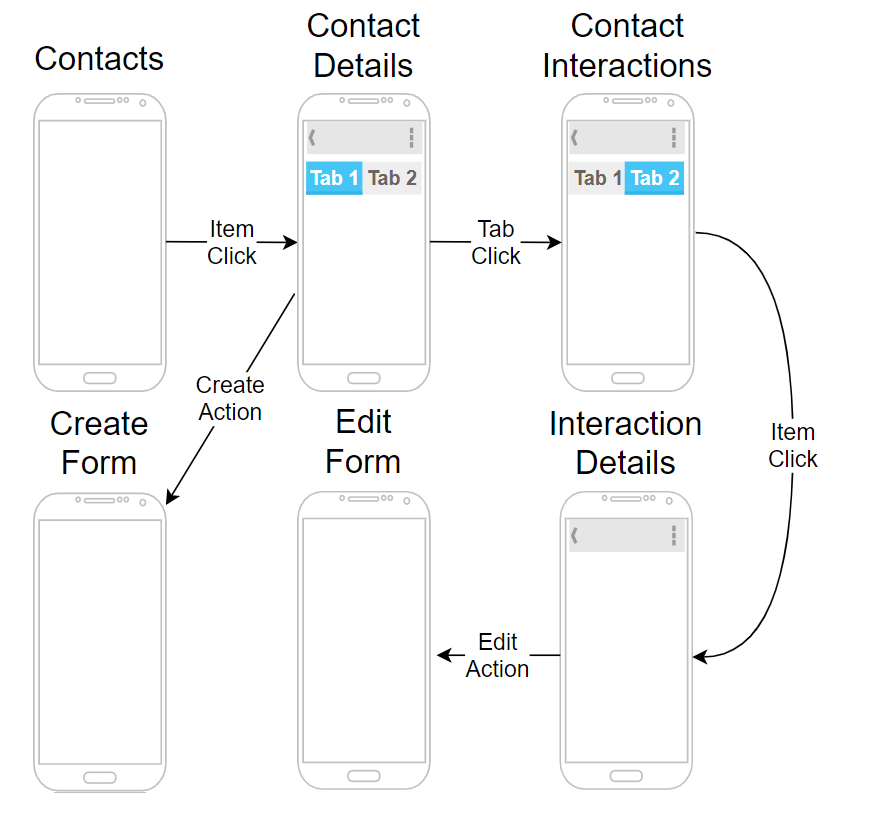 Contacts
Contact
Details
Contact
Interactions
Tab 1 Tab 2
Tab 1 Tab 2
Item
Click
Tab
Click
Create
Action
Item
Click
Create
Form
Edit
Form
Interaction
Details
Edit
Action